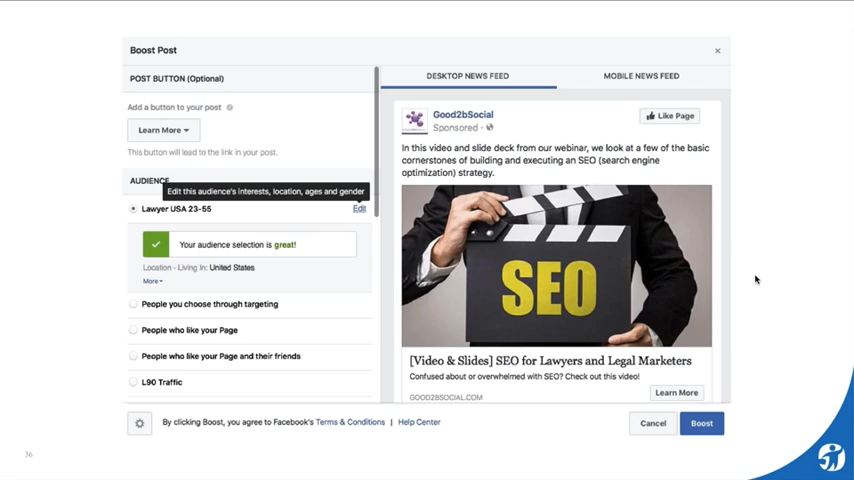 Boost Post
×
POST BUTTON (Optional)
Add a button to your post
Learn More
This button will lead to the link in your post.
AUDIENCE
Edit this audience's interests, location, ages and gender
Lawyer USA 23-55
Edit
Your audience selection is great!
Location - Living In: United States
More
People you choose through targeting
People who like your Page
People who like your Page and their friends
L90 Traffic
DESKTOP NEWS FEED
MOBILE NEWS FEED
Good2bSocial
Sponsored ·
Like Page
In this video and slide deck from our webinar, we look at a few of the basic
cornerstones of building and executing an SEO (search engine
optimization) strategy.
SEO
[Video & Slides] SEO for Lawyers and Legal Marketers
Confused about or overwhelmed with SEO? Check out this video!
GOOD2BSOCIAL.COM
Learn More
By clicking Boost, you agree to Facebook's Terms & Conditions | Help Center
Cancel
Boost
36